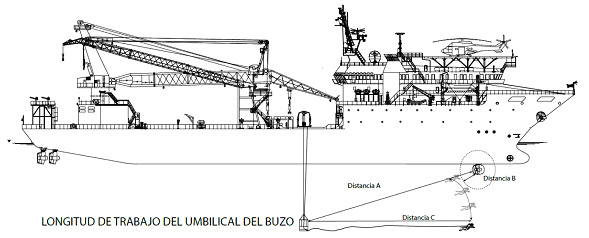 Distancia B
Distancia A
Distancia C
LONGITUD DE TRABAJO DEL UMBILICAL DEL BUZO